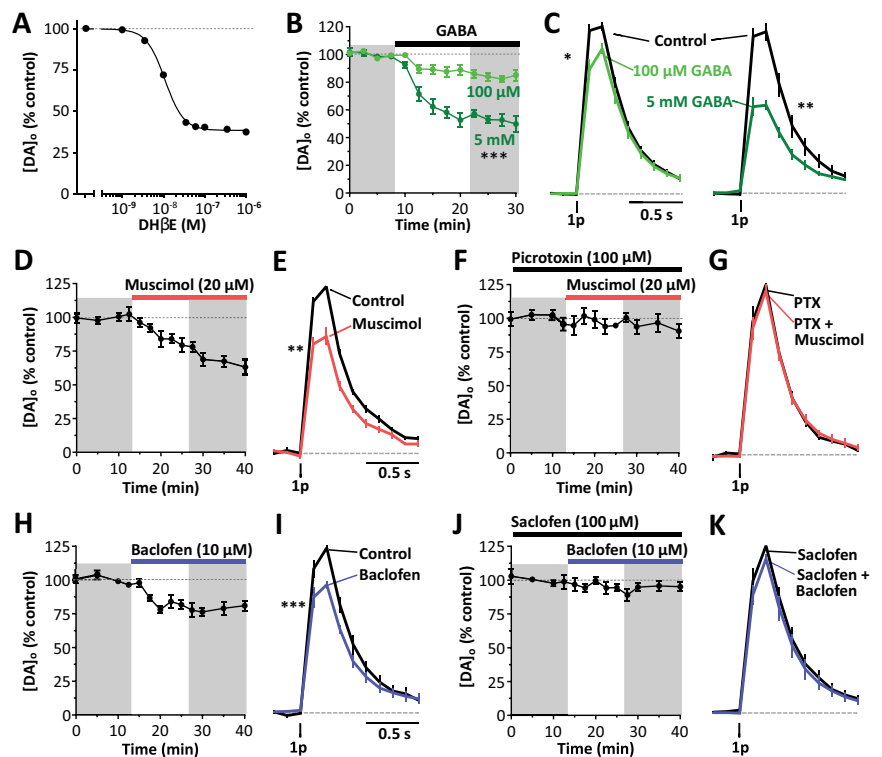 A
[DA]ₒ (% control)
125
100
75
50
25
0
10⁻⁹
10⁻⁸
10⁻⁷
10⁻⁶
DHβE (M)
B
GABA
[DA]ₒ (% control)
120
100
80
60
40
20
0
100 µM
5 mM
***
0
10
20
30
Time (min)
C
Control
*
100 µM GABA
5 mM GABA
**
1p
0.5 s
1p
D
Muscimol (20 µM)
[DA]ₒ (% control)
125
100
75
50
25
0
0
10
20
30
40
Time (min)
E
Control
Muscimol
**
1p
0.5 s
F
Picrotoxin (100 µM)
Muscimol (20 µM)
[DA]ₒ (% control)
125
100
75
50
25
0
0
10
20
30
40
Time (min)
G
PTX
PTX +
Muscimol
1p
H
Baclofen (10 µM)
[DA]ₒ (% control)
125
100
75
50
25
0
0
10
20
30
40
Time (min)
I
Control
Baclofen
***
1p
0.5 s
J
Saclofen (100 µM)
Baclofen (10 µM)
[DA]ₒ (% control)
125
100
75
50
25
0
0
10
20
30
40
Time (min)
K
Saclofen
Saclofen +
Baclofen
1p